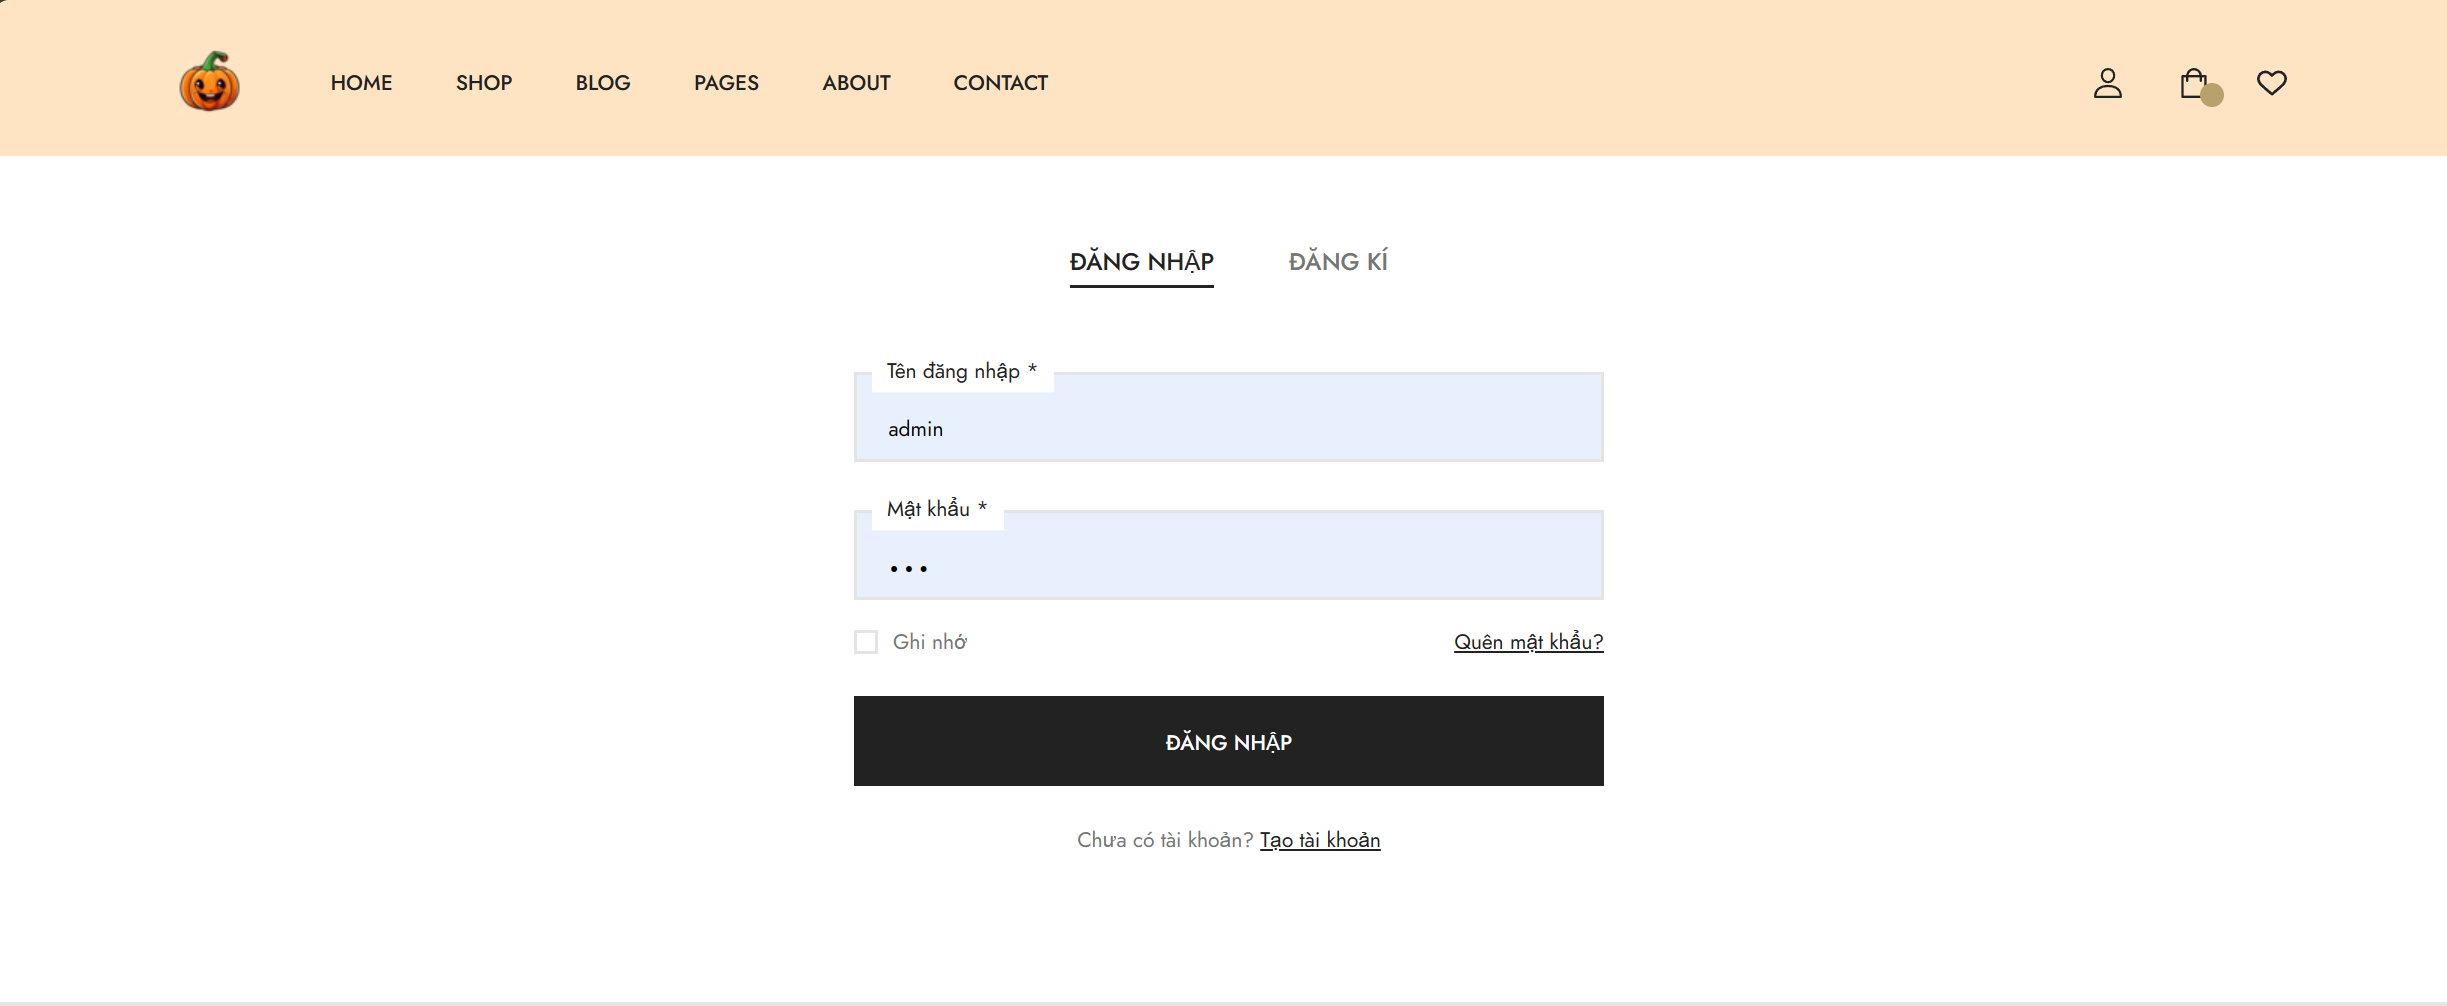 HOME SHOP BLOG PAGES ABOUT CONTACT
ĐĂNG NHẬP ĐĂNG KÍ
Tên đăng nhập *
admin
Mật khẩu *
•••
Ghi nhớ Quên mật khẩu?
ĐĂNG NHẬP
Chưa có tài khoản? Tạo tài khoản